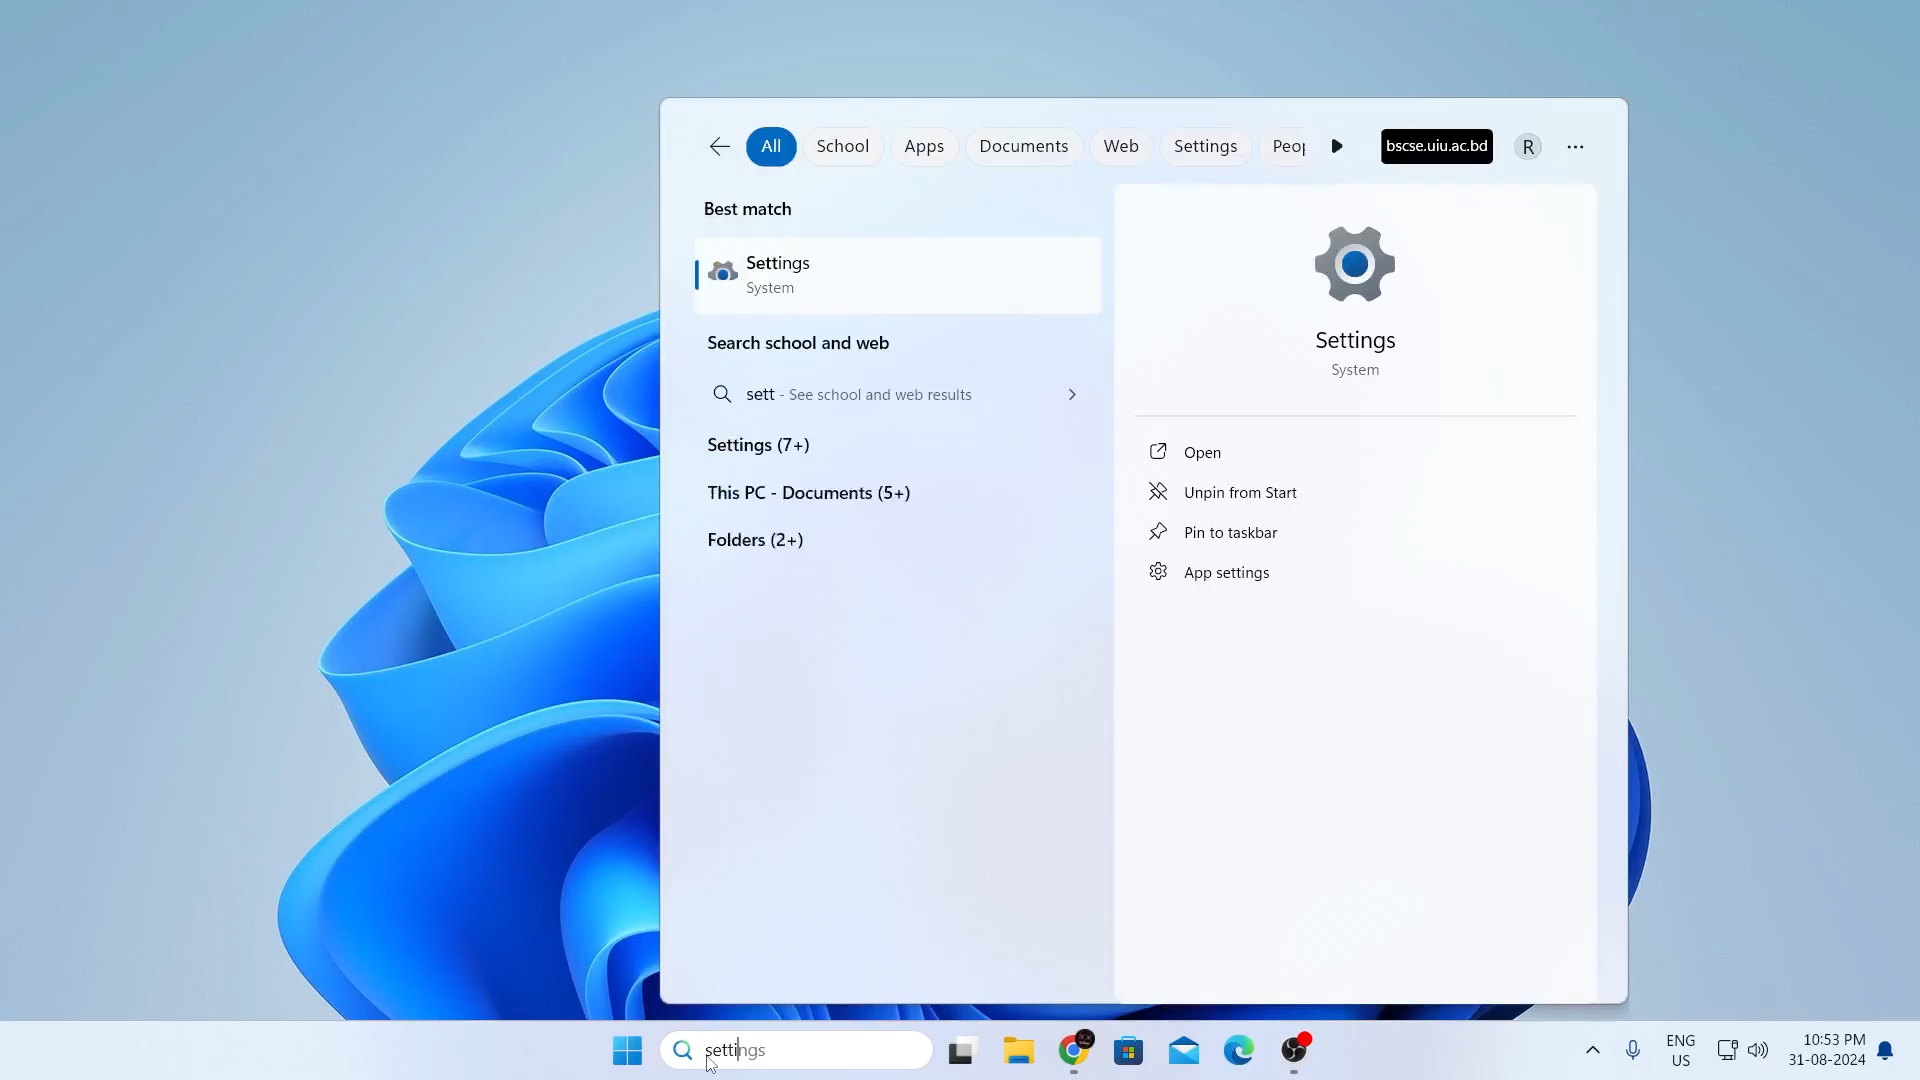 All
School
Apps
Documents
Web
Settings
bscse.uiu.ac.bd
R
Best match
Settings
System
Search school and web
sett - See school and web results
Settings (7+)
This PC - Documents (5+)
Folders (2+)
Settings
System
Open
Unpin from Start
Pin to taskbar
App settings
settings
ENG
US
10:53 PM
31-08-2024